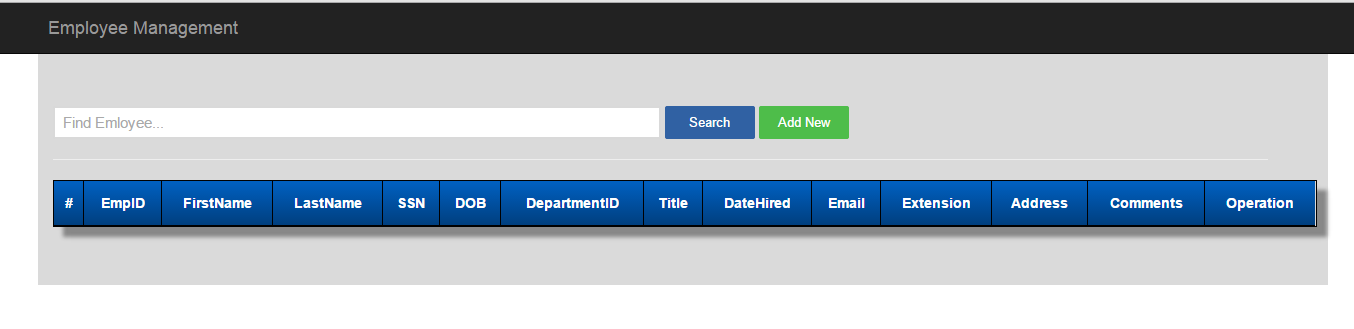 Employee Management
Find Emloyee... Search Add New
# EmpID FirstName LastName SSN DOB DepartmentID Title DateHired Email Extension Address Comments Operation